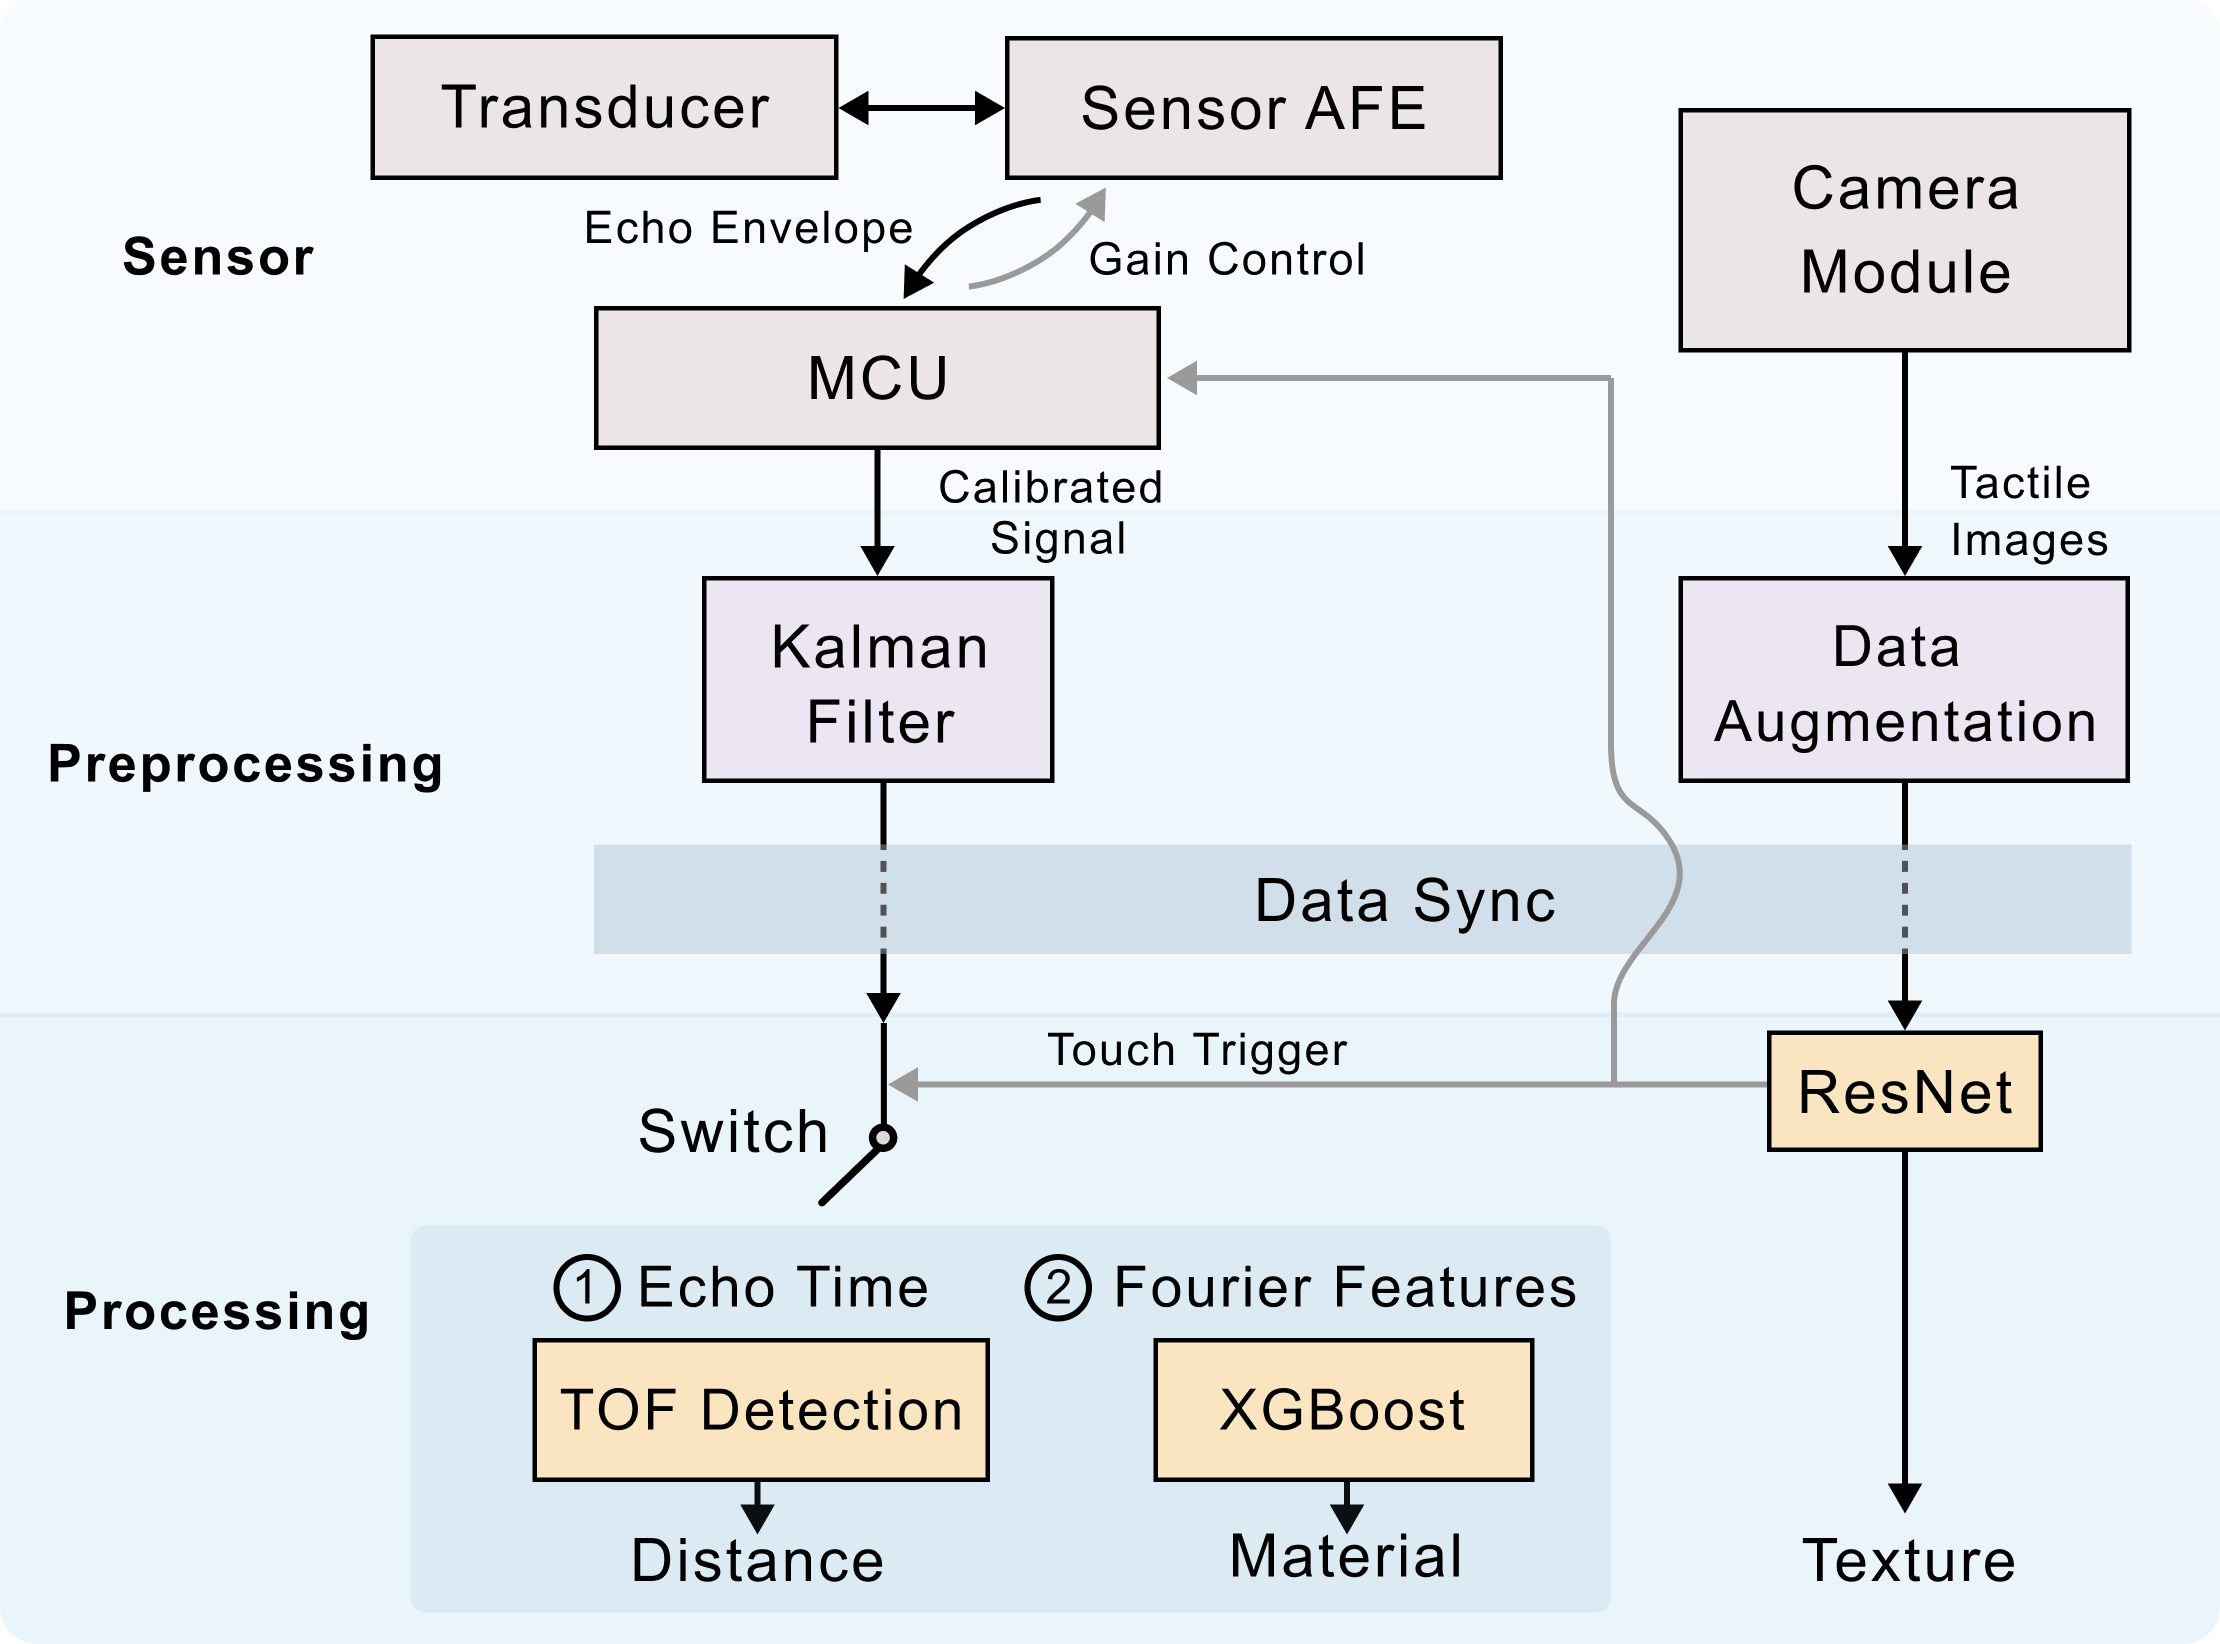 Transducer
Sensor AFE
Camera
Module
Echo Envelope
Gain Control
Sensor
MCU
Calibrated
Signal
Tactile
Images
Kalman
Filter
Data
Augmentation
Preprocessing
Data Sync
Touch Trigger
ResNet
Switch
1 Echo Time
2 Fourier Features
Processing
TOF Detection
XGBoost
Distance
Material
Texture